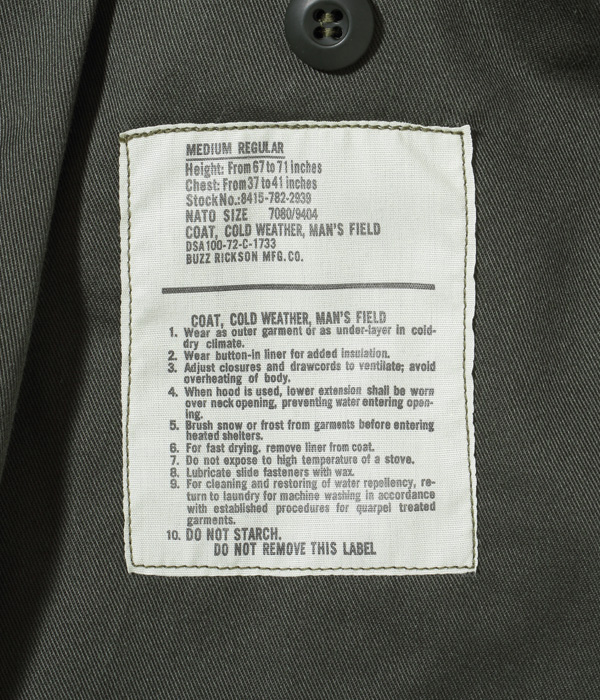 MEDIUM REGULAR
Height: From 67 to 71 inches
Chest: From 37 to 41 inches
Stock No.:8415-782-2939
NATO SIZE 7080/9404
COAT, COLD WEATHER, MAN'S FIELD
DSA100-72-C-1733
BUZZ RICKSON MFG.CO.
COAT, COLD WEATHER, MAN'S FIELD
1. Wear as outer garment or as under-layer in cold-
dry climate.
2. Wear button-in liner for added insulation.
3. Adjust closures and drawcords to ventilate; avoid
overheating of body.
4. When hood is used, lower extension shall be worn
over neck opening, preventing water entering open-
ing.
5. Brush snow or frost from garments before entering
heated shelters.
6. For fast drying. remove liner from coat.
7. Do not expose to high temperature of a stove.
8. Lubricate slide fasteners with wax.
9. For cleaning and restoring of water repellency, re-
turn to laundry for machine washing in accordance
with established procedures for quarpel treated
garments.
10. DO NOT STARCH.
DO NOT REMOVE THIS LABEL